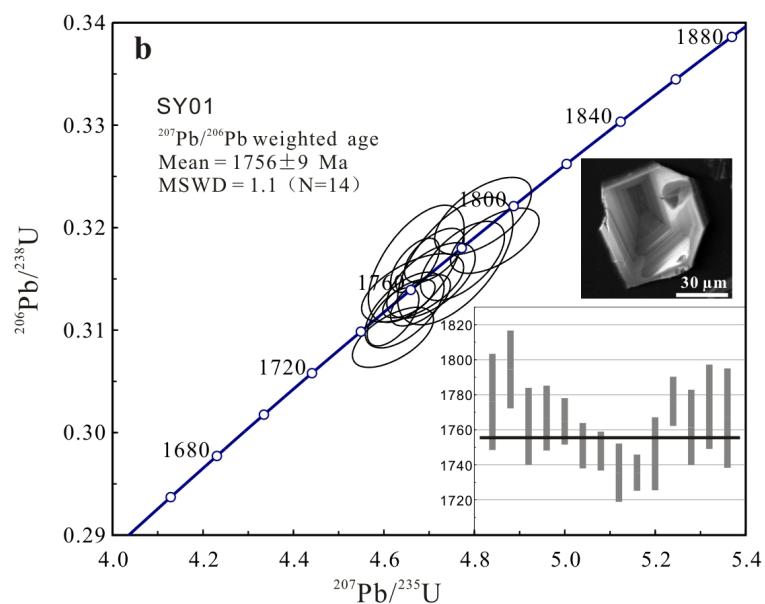 0.34
0.33
0.32
0.31
0.30
0.29
²⁰⁶Pb/²³⁸U
b
SY01
²⁰⁷Pb/²⁰⁶Pb weighted age
Mean = 1756±9 Ma
MSWD = 1.1（N=14）
1880
1840
1800
1760
1720
1680
30 µm
1820
1800
1780
1760
1740
1720
4.0 4.2 4.4 4.6 4.8 5.0 5.2 5.4
²⁰⁷Pb/²³⁵U